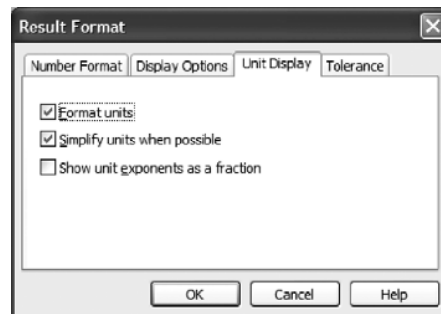 Result Format
Number Format Display Options Unit Display Tolerance
Format units
Simplify units when possible
Show unit exponents as a fraction
OK Cancel Help